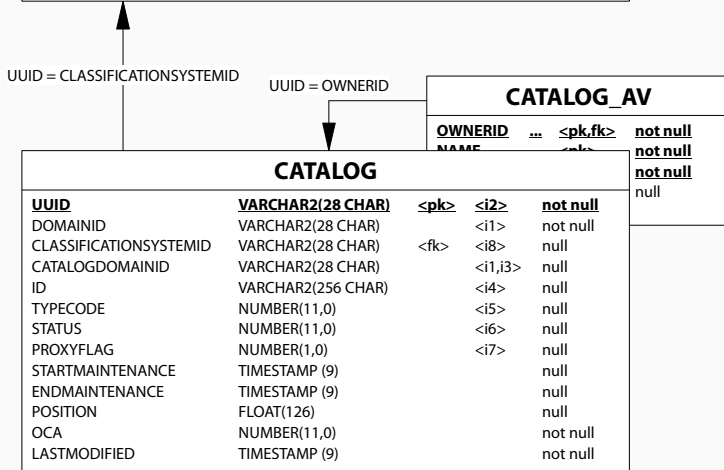 UUID = CLASSIFICATIONSYSTEMID
UUID = OWNERID
CATALOG_AV
OWNERID ... <pk,fk> not null
NAME <pk> not null
not null
null
CATALOG
UUID VARCHAR2(28 CHAR) <pk> <i2> not null
DOMAINID VARCHAR2(28 CHAR) <i1> not null
CLASSIFICATIONSYSTEMID VARCHAR2(28 CHAR) <fk> <i8> null
CATALOGDOMAINID VARCHAR2(28 CHAR) <i1,i3> null
ID VARCHAR2(256 CHAR) <i4> null
TYPECODE NUMBER(11,0) <i5> null
STATUS NUMBER(11,0) <i6> null
PROXYFLAG NUMBER(1,0) <i7> null
STARTMAINTENANCE TIMESTAMP (9) null
ENDMAINTENANCE TIMESTAMP (9) null
POSITION FLOAT(126) null
OCA NUMBER(11,0) not null
LASTMODIFIED TIMESTAMP (9) not null